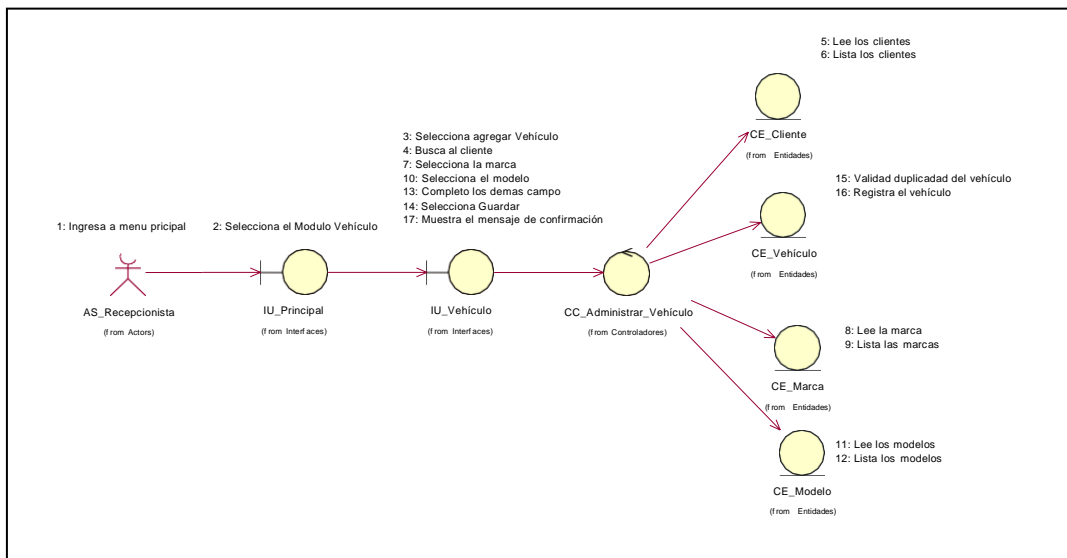 5: Lee los clientes
6: Lista los clientes
CE_Cliente
(from Entidades)
3: Selecciona agregar Vehículo
4: Busca al cliente
7: Selecciona la marca
10: Selecciona el modelo
13: Completo los demas campo
14: Selecciona Guardar
17: Muestra el mensaje de confirmación
15: Validad duplicadad del vehículo
16: Registra el vehículo
CE_Vehículo
(from Entidades)
1: Ingresa a menu pricipal
2: Selecciona el Modulo Vehículo
AS_Recepcionista
(from Actors)
IU_Principal
(from Interfaces)
IU_Vehículo
(from Interfaces)
CC_Administrar_Vehículo
(from Controladores)
8: Lee la marca
9: Lista las marcas
CE_Marca
(from Entidades)
11: Lee los modelos
12: Lista los modelos
CE_Modelo
(from Entidades)